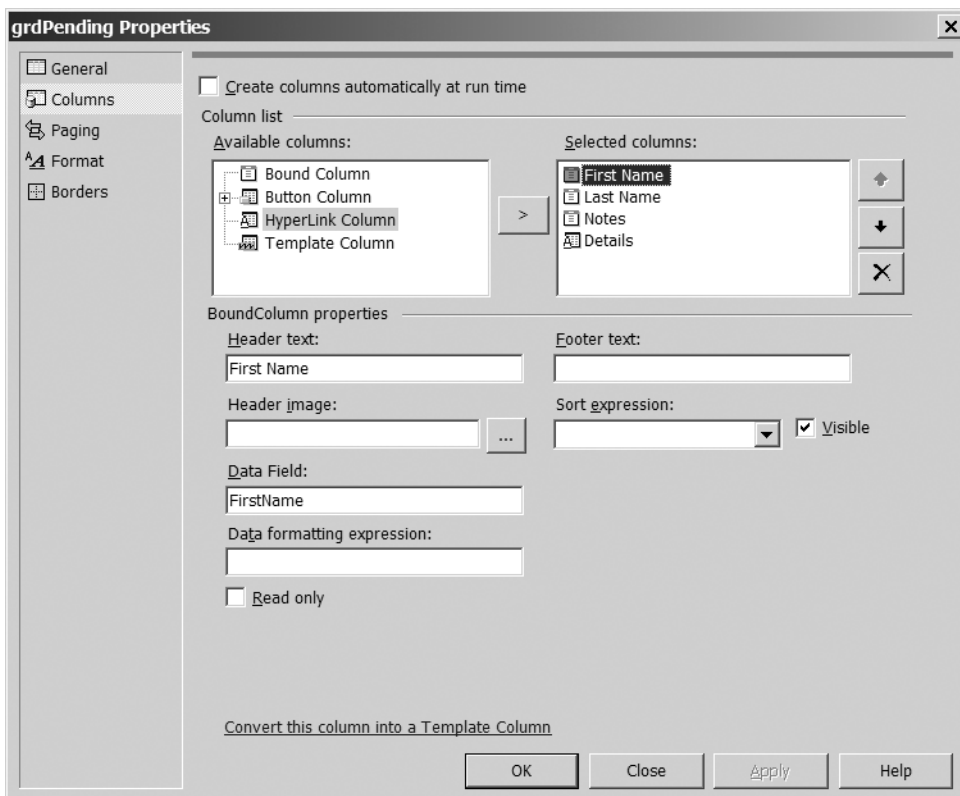 grdPending Properties
General
Columns
Paging
Format
Borders
Create columns automatically at run time
Column list
Available columns:
Bound Column
Button Column
HyperLink Column
Template Column
>
Selected columns:
First Name
Last Name
Notes
Details
BoundColumn properties
Header text:
First Name
Footer text:
Header image:
...
Sort expression:
Visible
Data Field:
FirstName
Data formatting expression:
Read only
Convert this column into a Template Column
OK
Close
Apply
Help